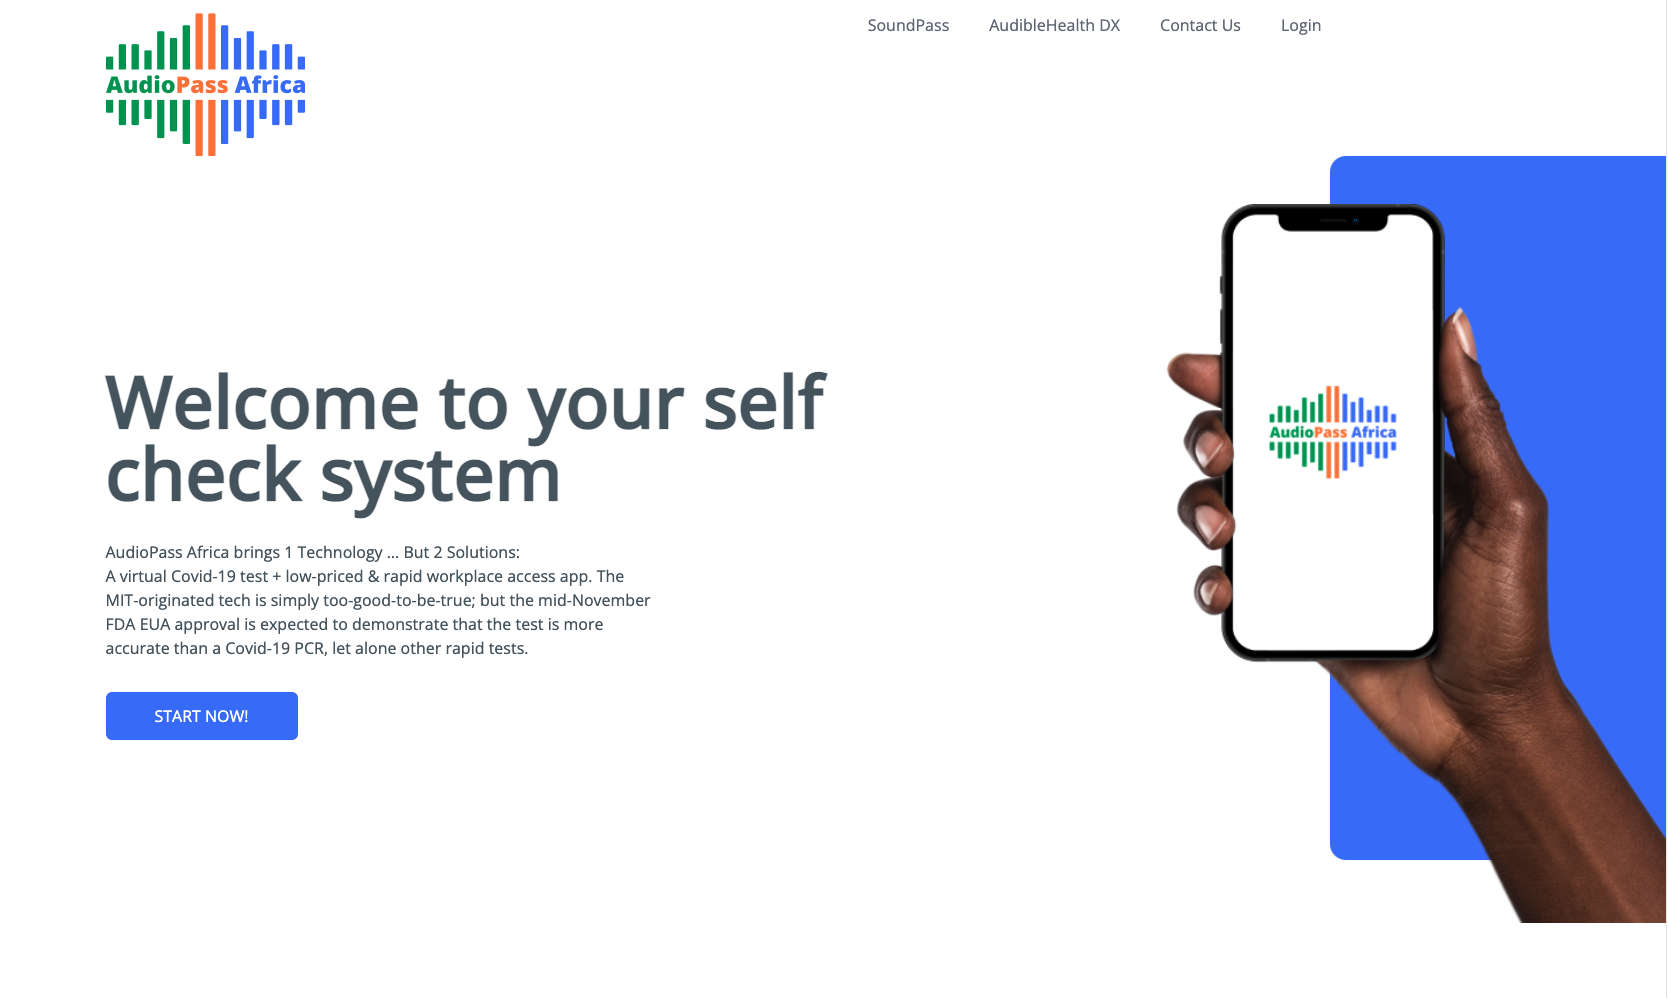 SoundPass
AudibleHealth DX
Contact Us
Login
AudioPass Africa
Welcome to your self
check system
AudioPass Africa brings 1 Technology ... But 2 Solutions:
A virtual Covid-19 test + low-priced & rapid workplace access app. The
MIT-originated tech is simply too-good-to-be-true; but the mid-November
FDA EUA approval is expected to demonstrate that the test is more
accurate than a Covid-19 PCR, let alone other rapid tests.
START NOW!
AudioPass Africa